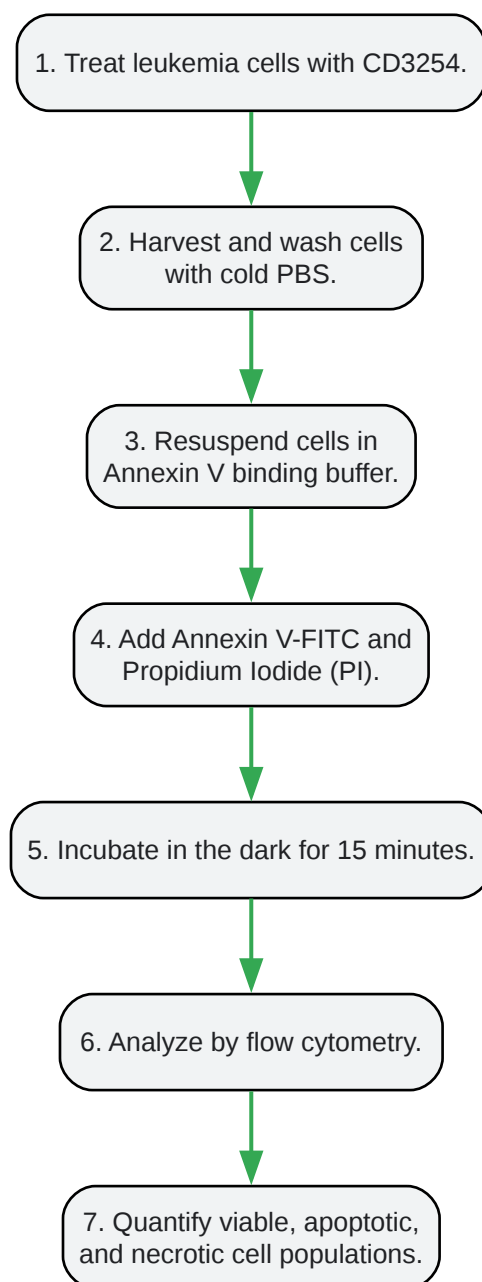 1. Treat leukemia cells with CD3254.
2. Harvest and wash cells
with cold PBS.
3. Resuspend cells in
Annexin V binding buffer.
4. Add Annexin V-FITC and
Propidium Iodide (PI).
5. Incubate in the dark for 15 minutes.
6. Analyze by flow cytometry.
7. Quantify viable, apoptotic,
and necrotic cell populations.